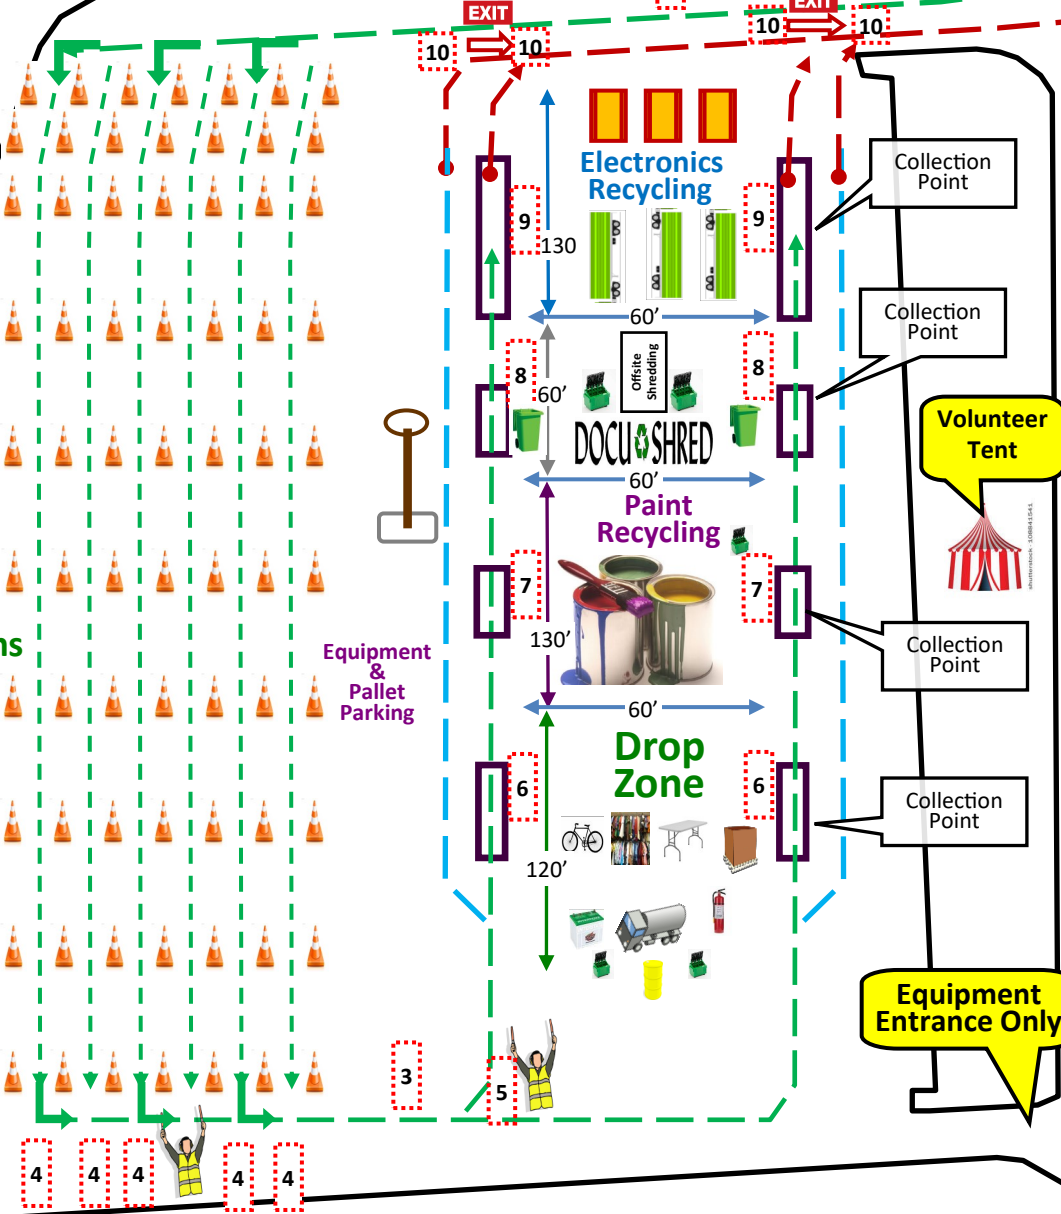 EXIT
EXIT
10
10
10
10
Electronics
Recycling
Collection
Point
9
9
130
60’
Collection
Point
8
8
Offsite
Shredding
60’
DOCU SHRED
Volunteer
Tent
60’
Paint
Recycling
shutterstock · 108841541
7
7
130’
ns
Equipment
&
Pallet
Parking
Collection
Point
60’
Drop
Zone
6
6
Collection
Point
120’
Equipment
Entrance Only
3
5
4
4
4
4
4